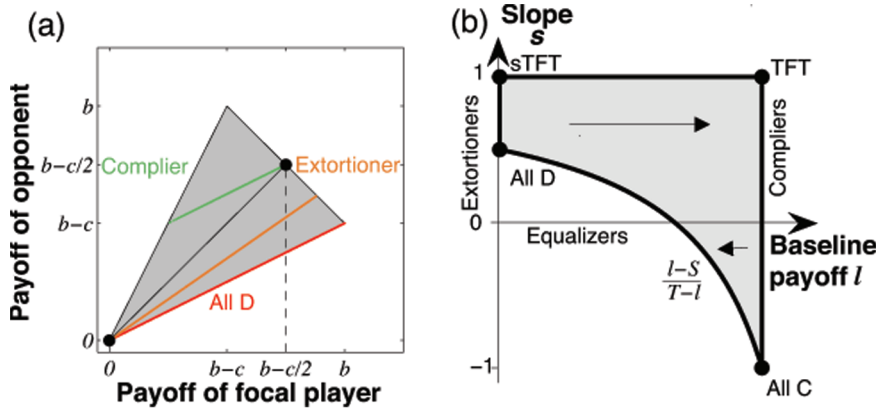 (a)
Payoff of opponent
b
b−c/2
b−c
0
Complier
Extortioner
All D
0
b−c
b−c/2
b
Payoff of focal player
(b)
Slope
s
1
sTFT
TFT
Extortioners
Compliers
All D
0
Equalizers
Baseline
payoff l
l−S
T−l
−1
All C